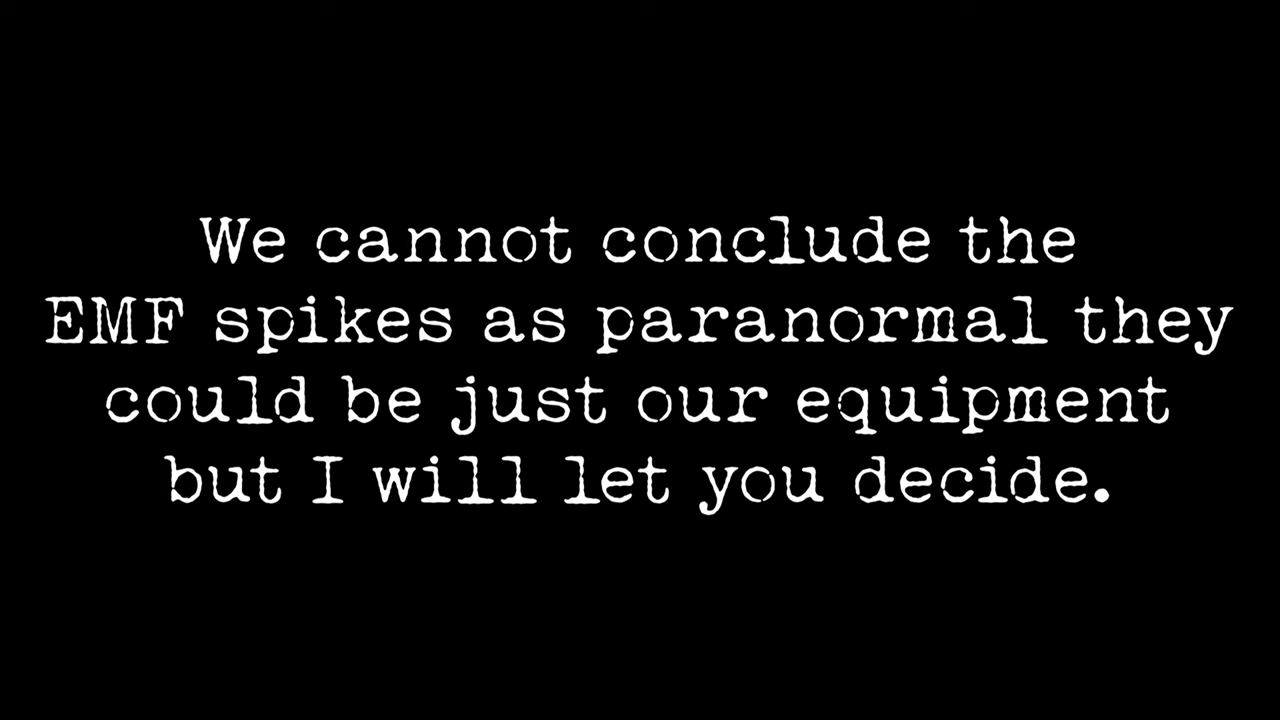 We cannot conclude the
EMF spikes as paranormal they
could be just our equipment
but I will let you decide.